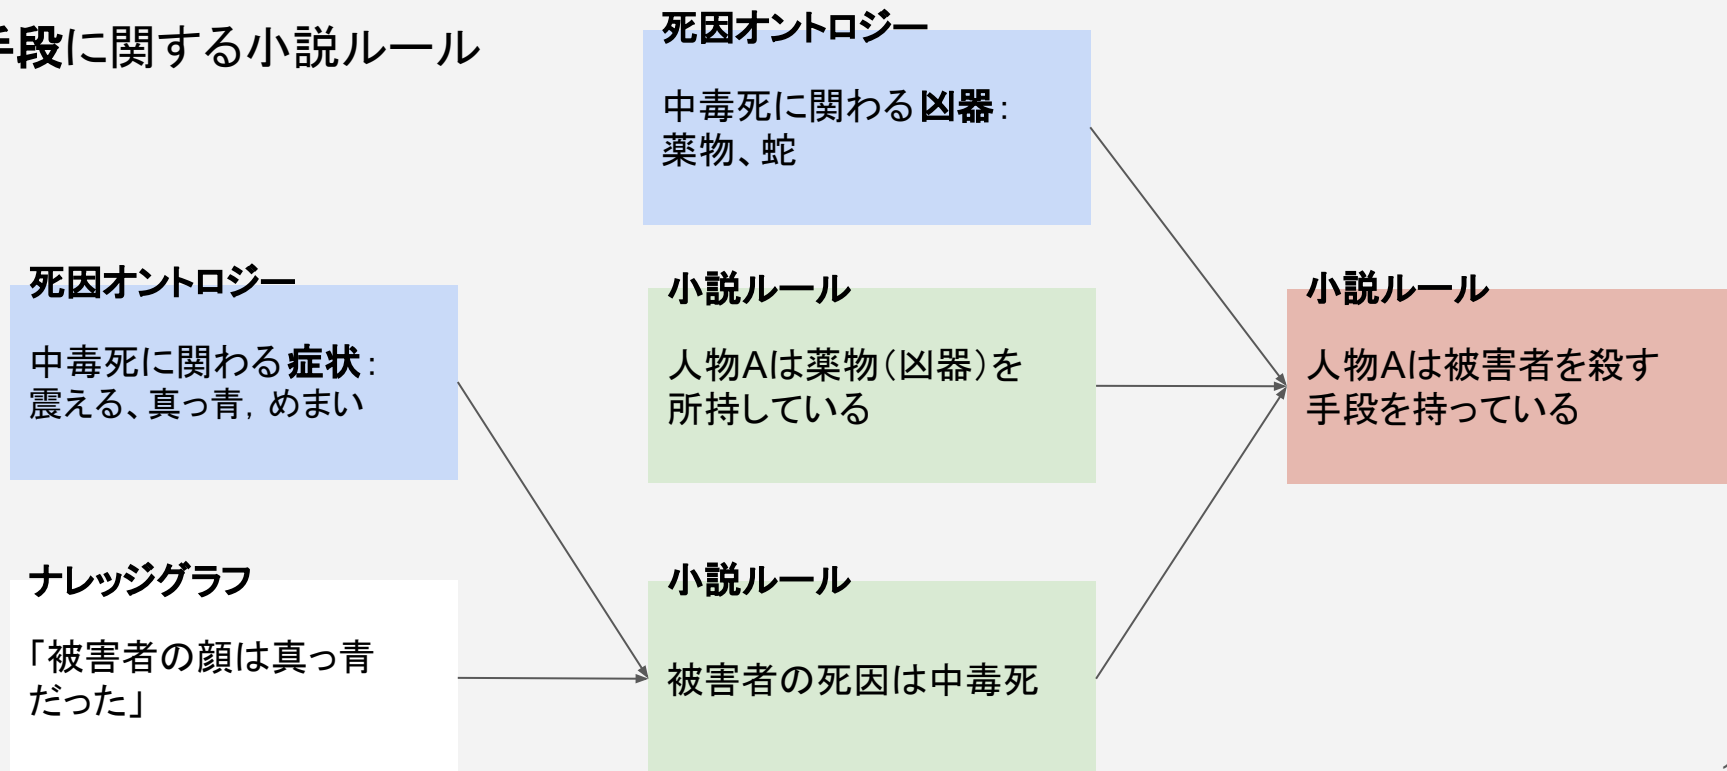 手段に関する小説ルール
死因オントロジー
中毒死に関わる凶器:
薬物、蛇
死因オントロジー
中毒死に関わる症状:
震える、真っ青, めまい
小説ルール
人物Aは薬物(凶器)を
所持している
小説ルール
人物Aは被害者を殺す
手段を持っている
ナレッジグラフ
「被害者の顔は真っ青
だった」
小説ルール
被害者の死因は中毒死